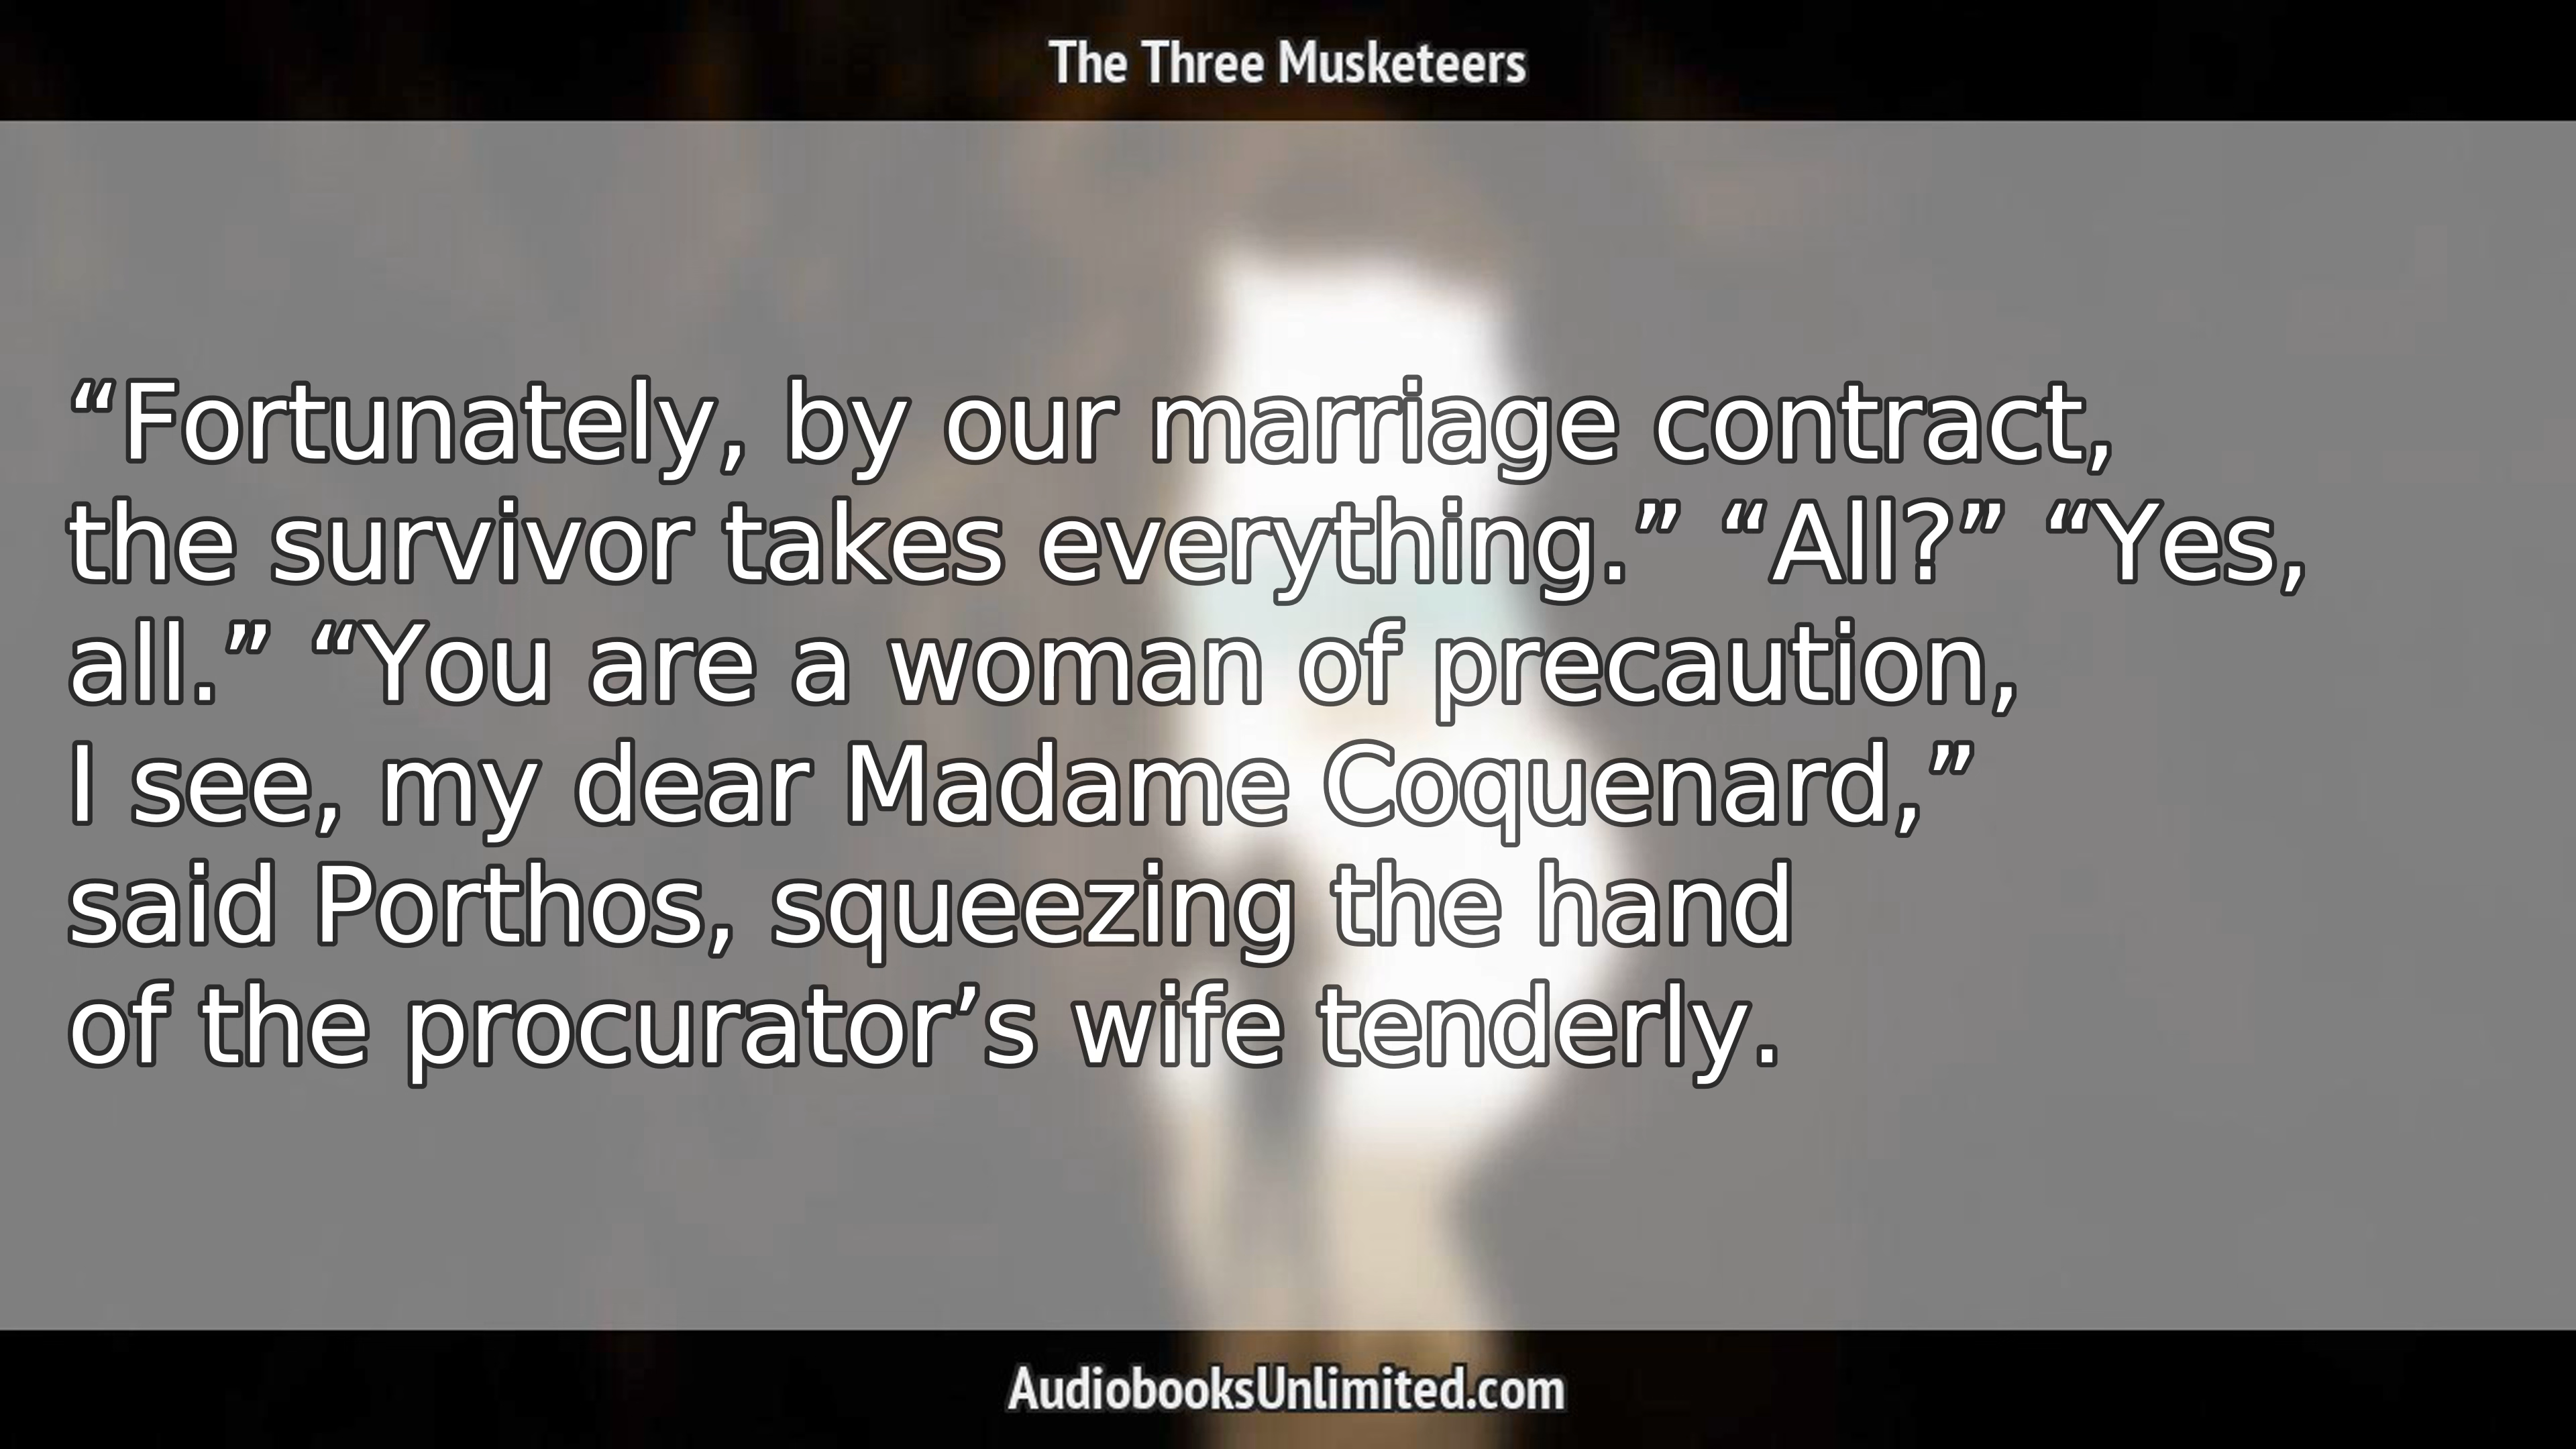 The Three Musketeers
“Fortunately, by our marriage contract,
the survivor takes everything.” “All?” “Yes,
all.” “You are a woman of precaution,
I see, my dear Madame Coquenard,”
said Porthos, squeezing the hand
of the procurator’s wife tenderly.
AudiobooksUnlimited.com